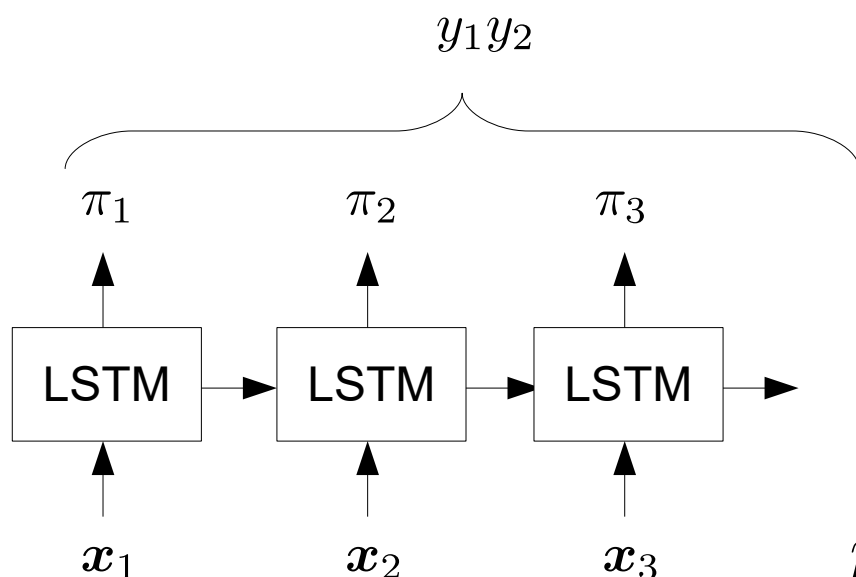 y₁y₂
π₁ π₂ π₃
LSTM LSTM LSTM
x₁ x₂ x₃